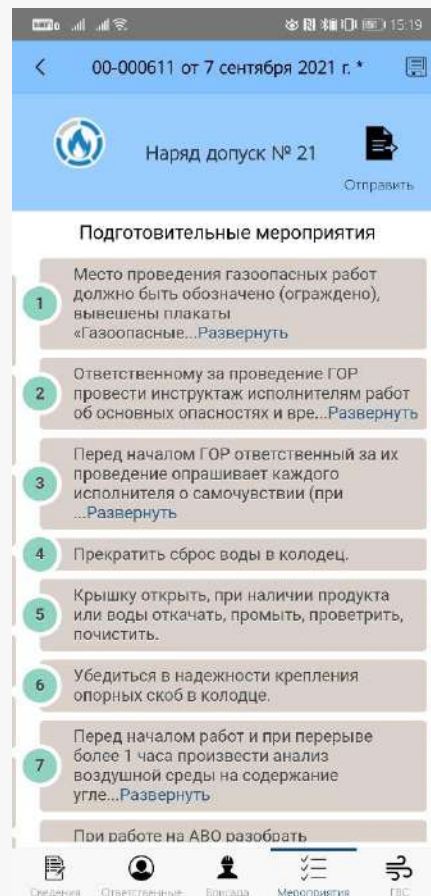 15:19
00-000611 от 7 сентября 2021 г. *
Наряд допуск № 21
Отправить
Подготовительные мероприятия
1
Место проведения газоопасных работ
должно быть обозначено (ограждено),
вывешены плакаты
«Газоопасные...Развернуть
2
Ответственному за проведение ГОР
провести инструктаж исполнителям работ
об основных опасностях и вре...Развернуть
3
Перед началом ГОР ответственный за их
проведение опрашивает каждого
исполнителя о самочувствии (при
...Развернуть
4
Прекратить сброс воды в колодец.
5
Крышку открыть, при наличии продукта
или воды откачать, промыть, проветрить,
почистить.
6
Убедиться в надежности крепления
опорных скоб в колодце.
7
Перед началом работ и при перерыве
более 1 часа произвести анализ
воздушной среды на содержание
угле...Развернуть
При работе на АВО разобрать
Сведения Ответственные Бригада Мероприятия ГВС